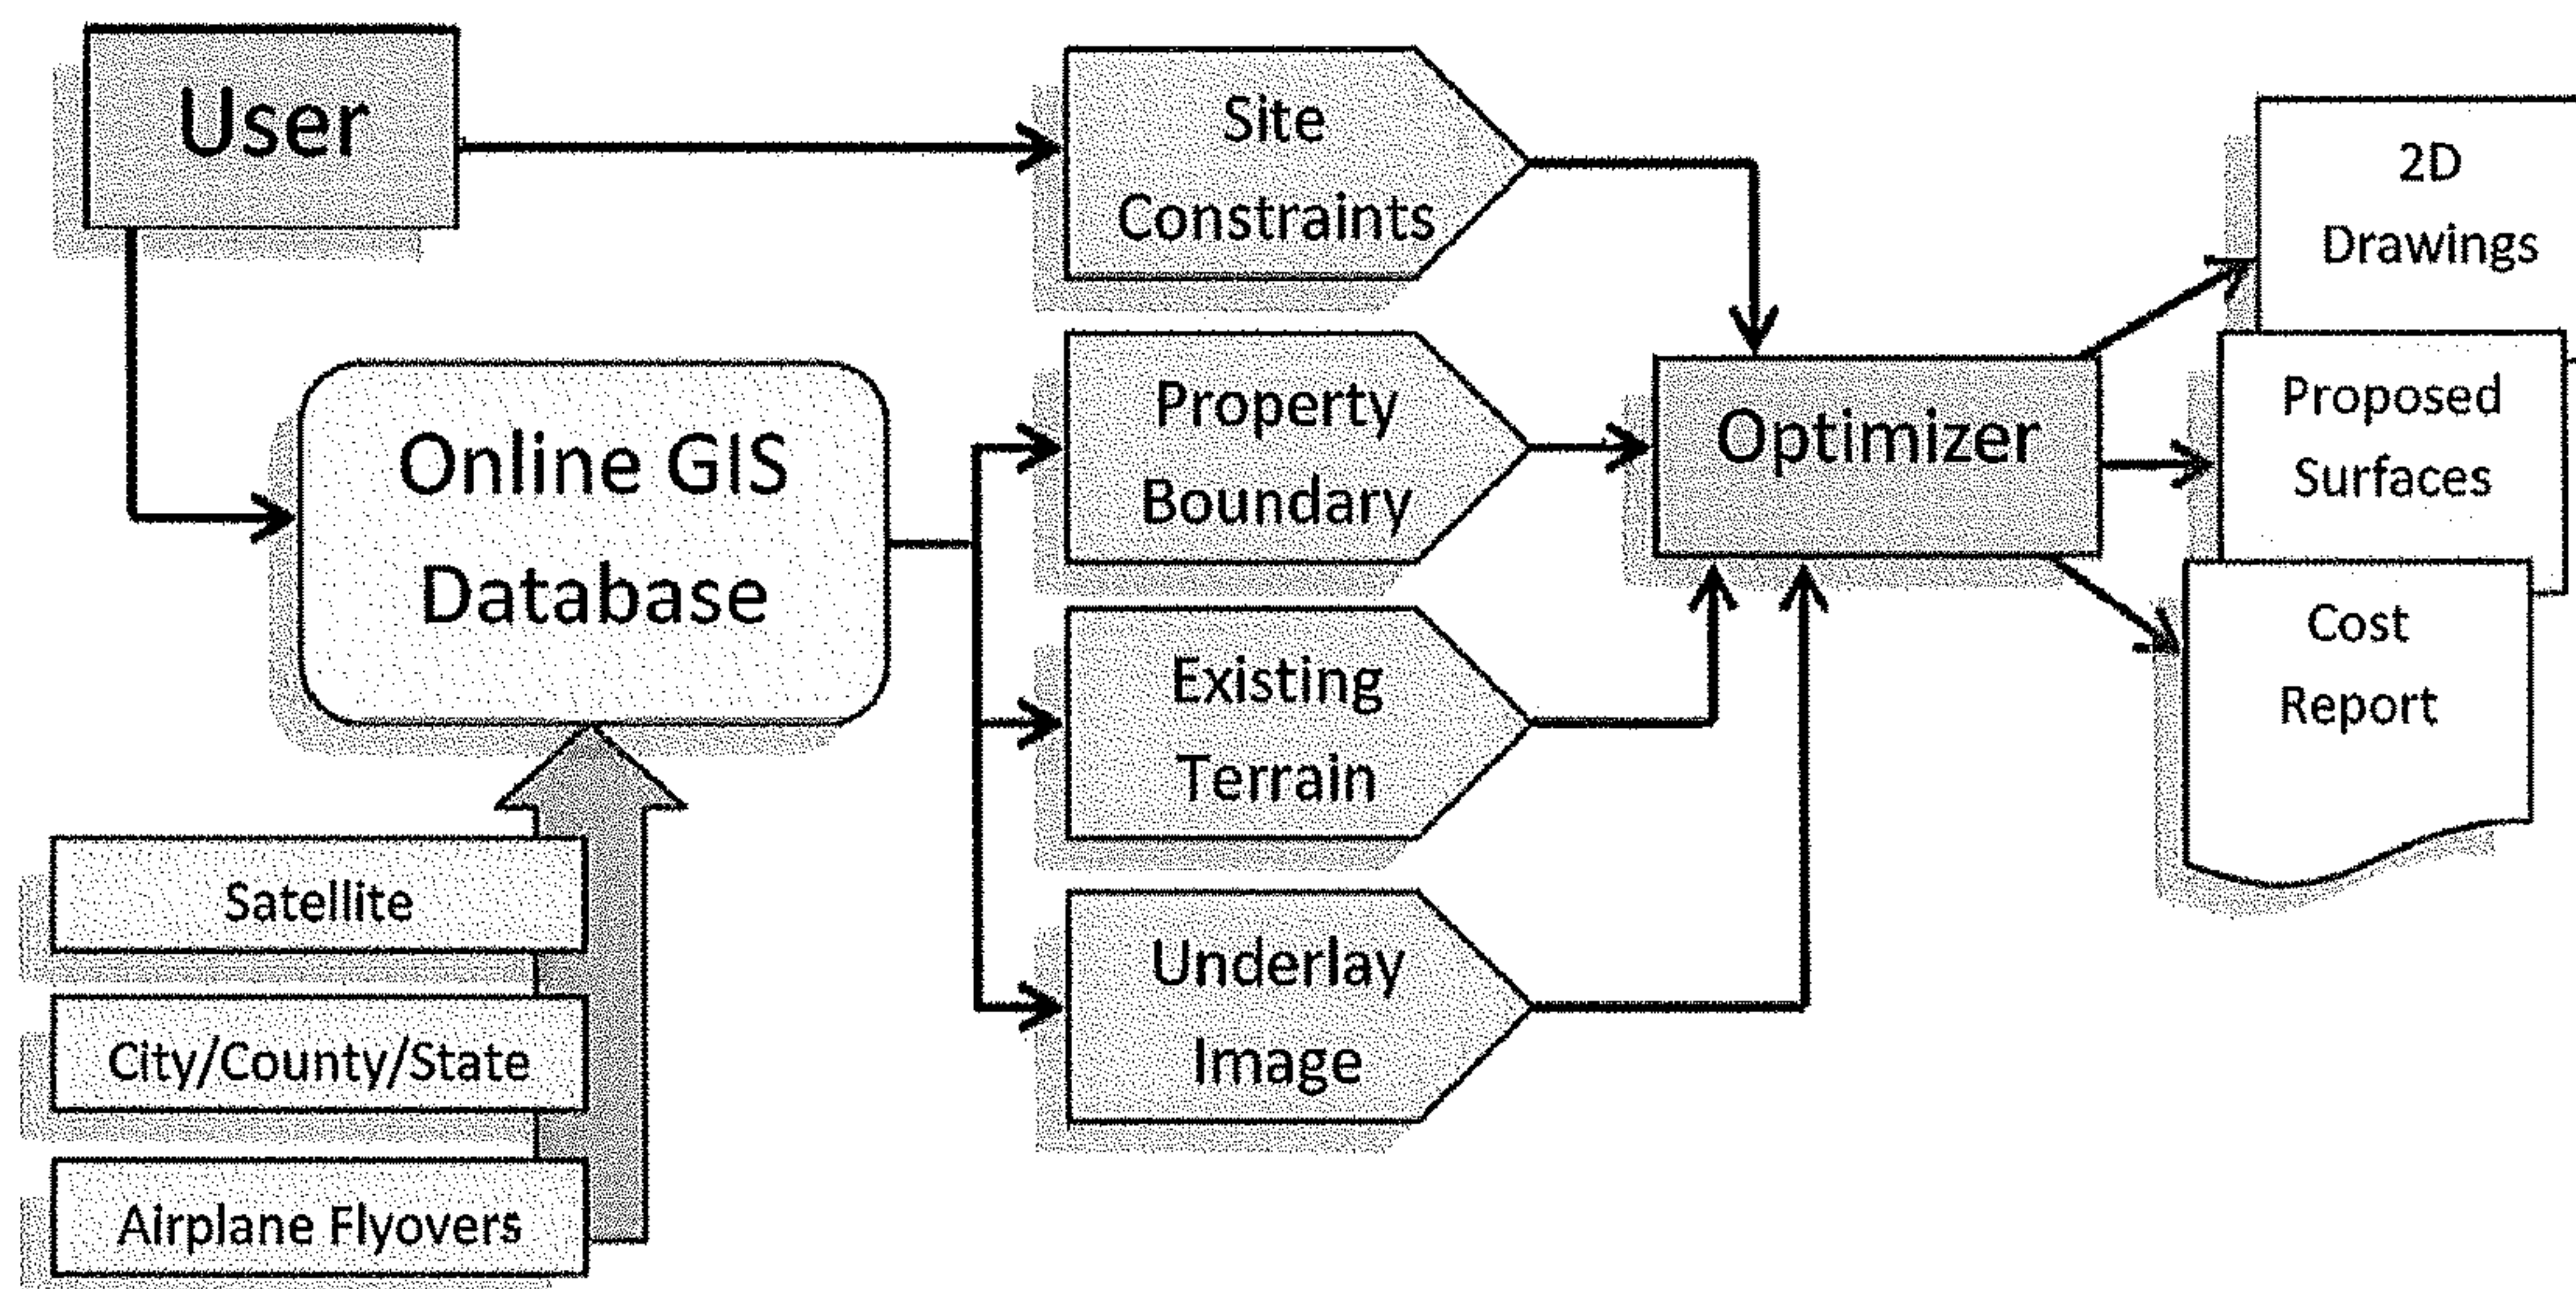 User
Site
Constraints
2D
Drawings
Online GIS
Database
Property
Boundary
Optimizer
Proposed
Surfaces
Existing
Terrain
Cost
Report
Satellite
City/County/State
Airplane Flyovers
Underlay
Image